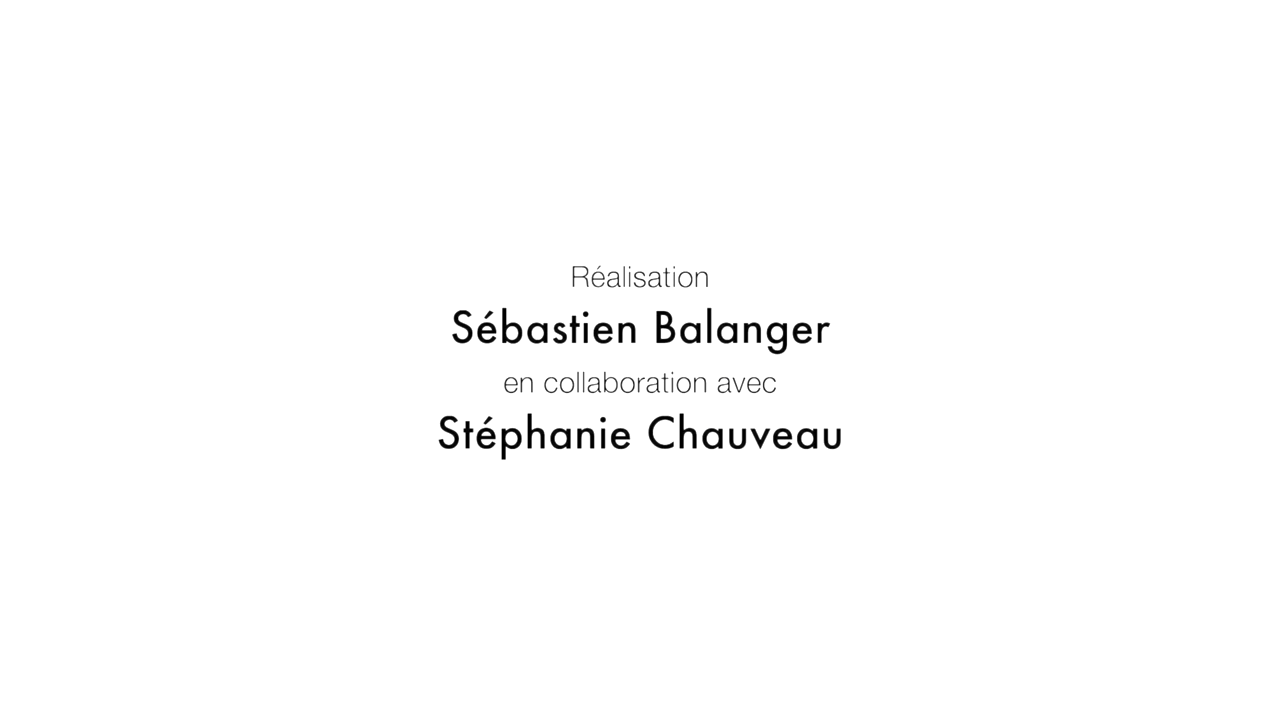 Réalisation
Sébastien Balanger
en collaboration avec
Stéphanie Chauveau